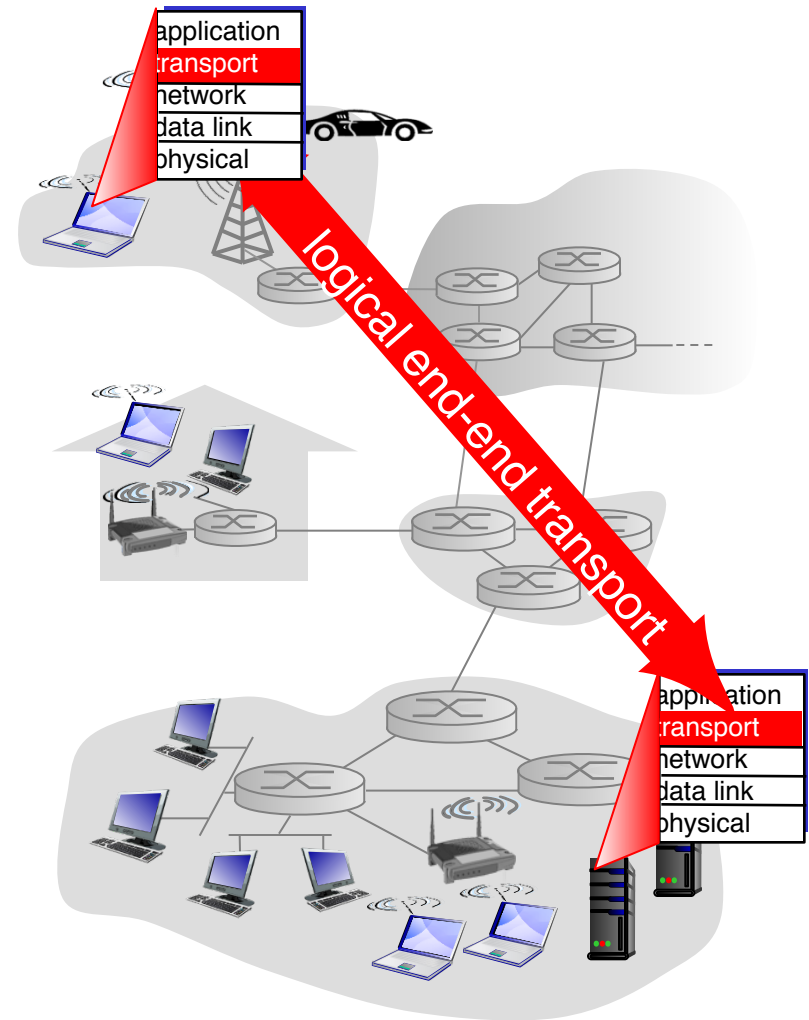 application
transport
network
data link
physical
logical end-end transport
application
transport
network
data link
physical